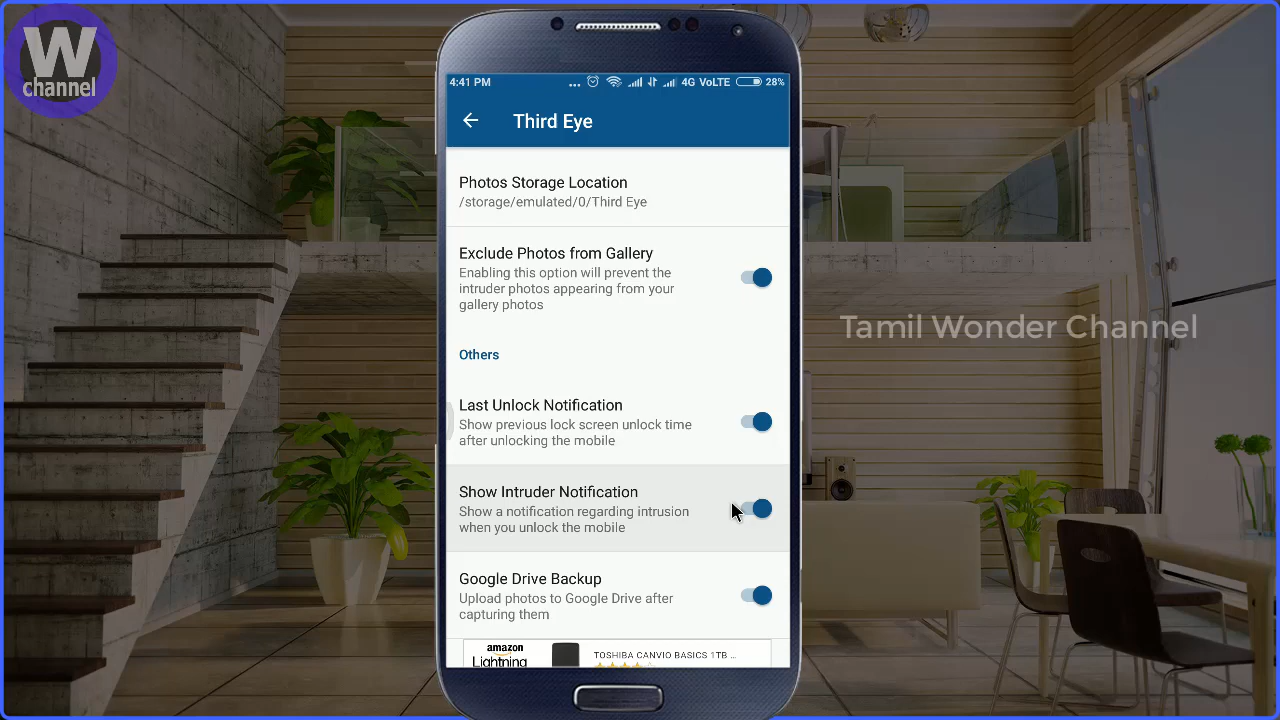 W
channel
4:41 PM ... 4G VoLTE 28%
Third Eye
Photos Storage Location
/storage/emulated/0/Third Eye
Exclude Photos from Gallery
Enabling this option will prevent the
intruder photos appearing from your
gallery photos
Others
Last Unlock Notification
Show previous lock screen unlock time
after unlocking the mobile
Show Intruder Notification
Show a notification regarding intrusion
when you unlock the mobile
Google Drive Backup
Upload photos to Google Drive after
capturing them
amazon
Lightning
TOSHIBA CANVIO BASICS 1TB ...
Tamil Wonder Channel